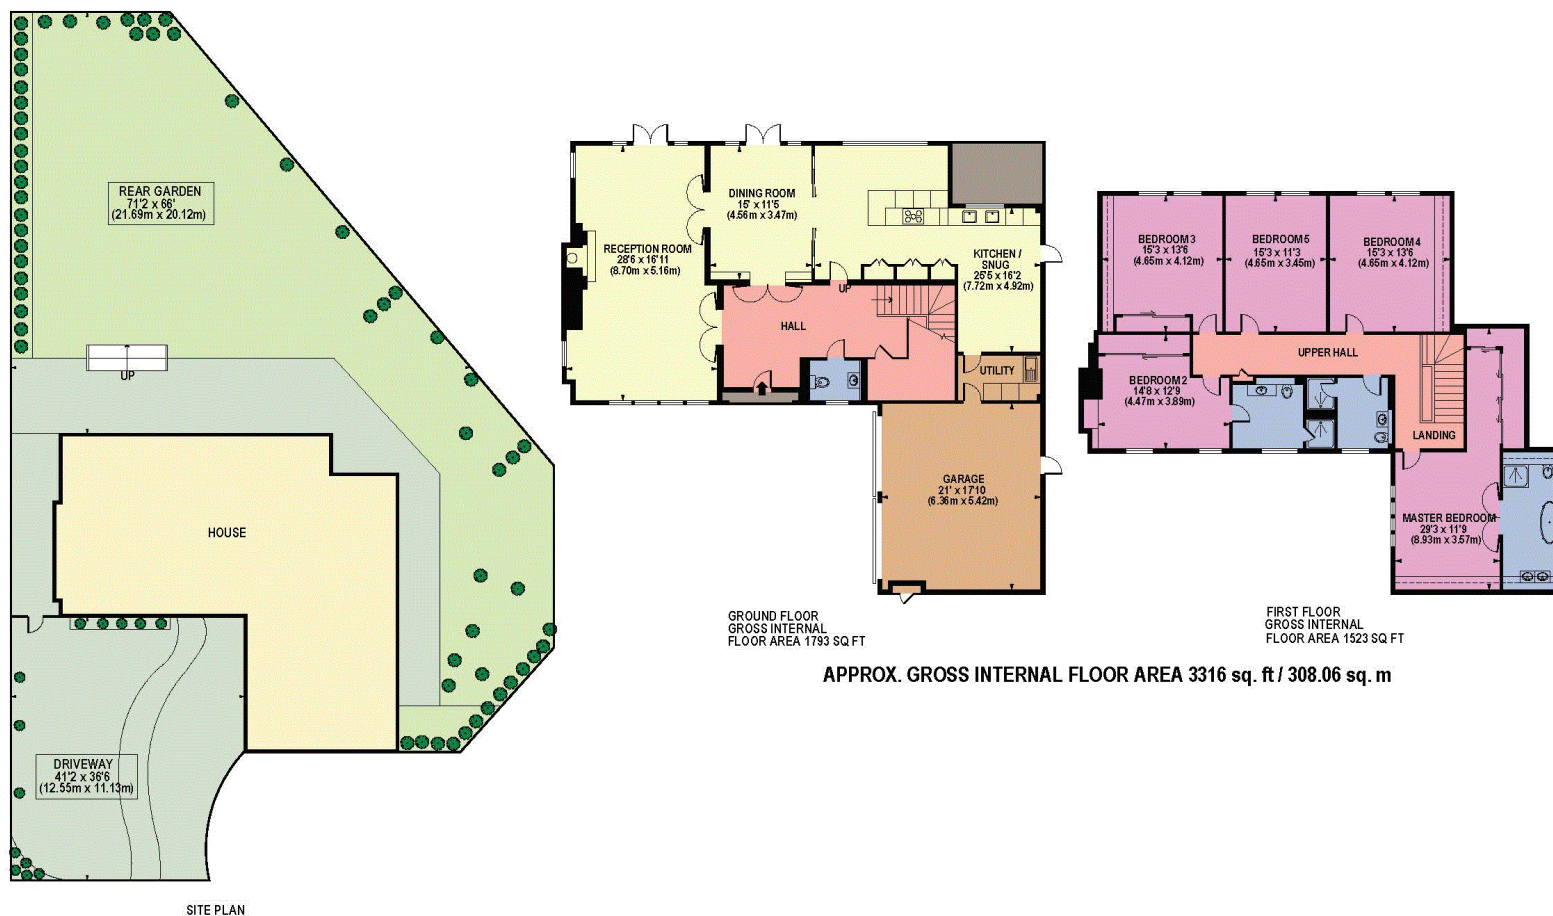 REAR GARDEN
71'2 x 66'
(21.69m x 20.12m)
UP
HOUSE
DRIVEWAY
41'2 x 36'6
(12.55m x 11.13m)
SITE PLAN
RECEPTION ROOM
28'6 x 16'11
(8.70m x 5.16m)
DINING ROOM
15' x 11'5
(4.56m x 3.47m)
KITCHEN /
SNUG
25'5 x 16'2
(7.72m x 4.92m)
UP
HALL
UTILITY
GARAGE
21' x 17'10
(6.36m x 5.42m)
GROUND FLOOR
GROSS INTERNAL
FLOOR AREA 1793 SQ FT
BEDROOM 3
15'3 x 13'6
(4.65m x 4.12m)
BEDROOM 5
15'3 x 11'3
(4.65m x 3.45m)
BEDROOM 4
15'3 x 13'6
(4.65m x 4.12m)
UPPER HALL
BEDROOM 2
14'8 x 12'9
(4.47m x 3.89m)
LANDING
MASTER BEDROOM
29'3 x 11'9
(8.93m x 3.57m)
FIRST FLOOR
GROSS INTERNAL
FLOOR AREA 1523 SQ FT
APPROX. GROSS INTERNAL FLOOR AREA 3316 sq. ft / 308.06 sq. m